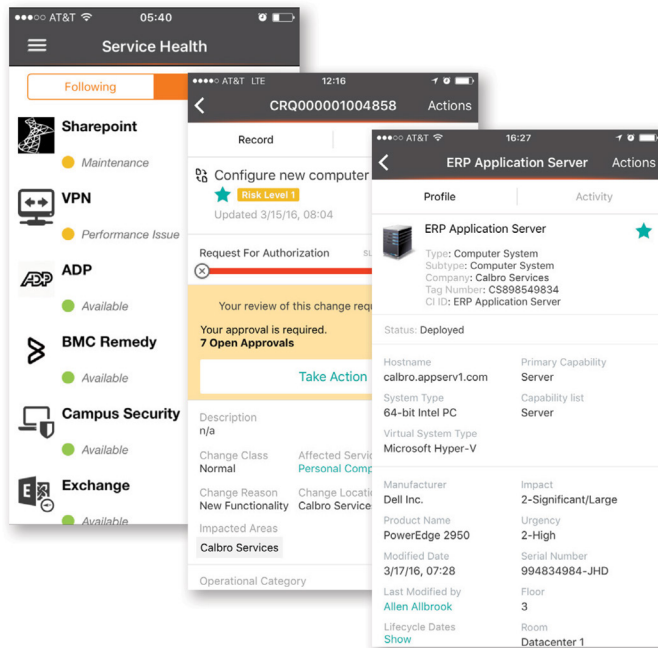 AT&T 05:40
Service Health
Following
Sharepoint
Maintenance
VPN
Performance Issue
ADP
ADP
Available
BMC Remedy
Available
Campus Security
Available
E
Exchange
Available
AT&T LTE 12:16
CRQ000001004858 Actions
Record
Configure new computer
Risk Level 1
Updated 3/15/16, 08:04
Request For Authorization
Your review of this change
Your approval is required.
7 Open Approvals
Take Action
Description
n/a
Change Class Affected
Normal Personal
Change Reason Change
New Functionality Calbro
Impacted Areas
Calbro Services
Operational Category
AT&T 16:27
ERP Application Server Actions
Profile Activity
ERP Application Server
Type: Computer System
Subtype: Computer System
Company: Calbro Services
Tag Number: CS898549834
CI ID: ERP Application Server
Status: Deployed
Hostname Primary Capability
calbro.appserv1.com Server
System Type Capability list
64-bit Intel PC Server
Virtual System Type
Microsoft Hyper-V
Manufacturer Impact
Dell Inc. 2-Significant/Large
Product Name Urgency
PowerEdge 2950 2-High
Modified Date Serial Number
3/17/16, 07:28 994834984-JHD
Last Modified by Floor
Allen Allbrook 3
Lifecycle Dates Room
Show Datacenter 1